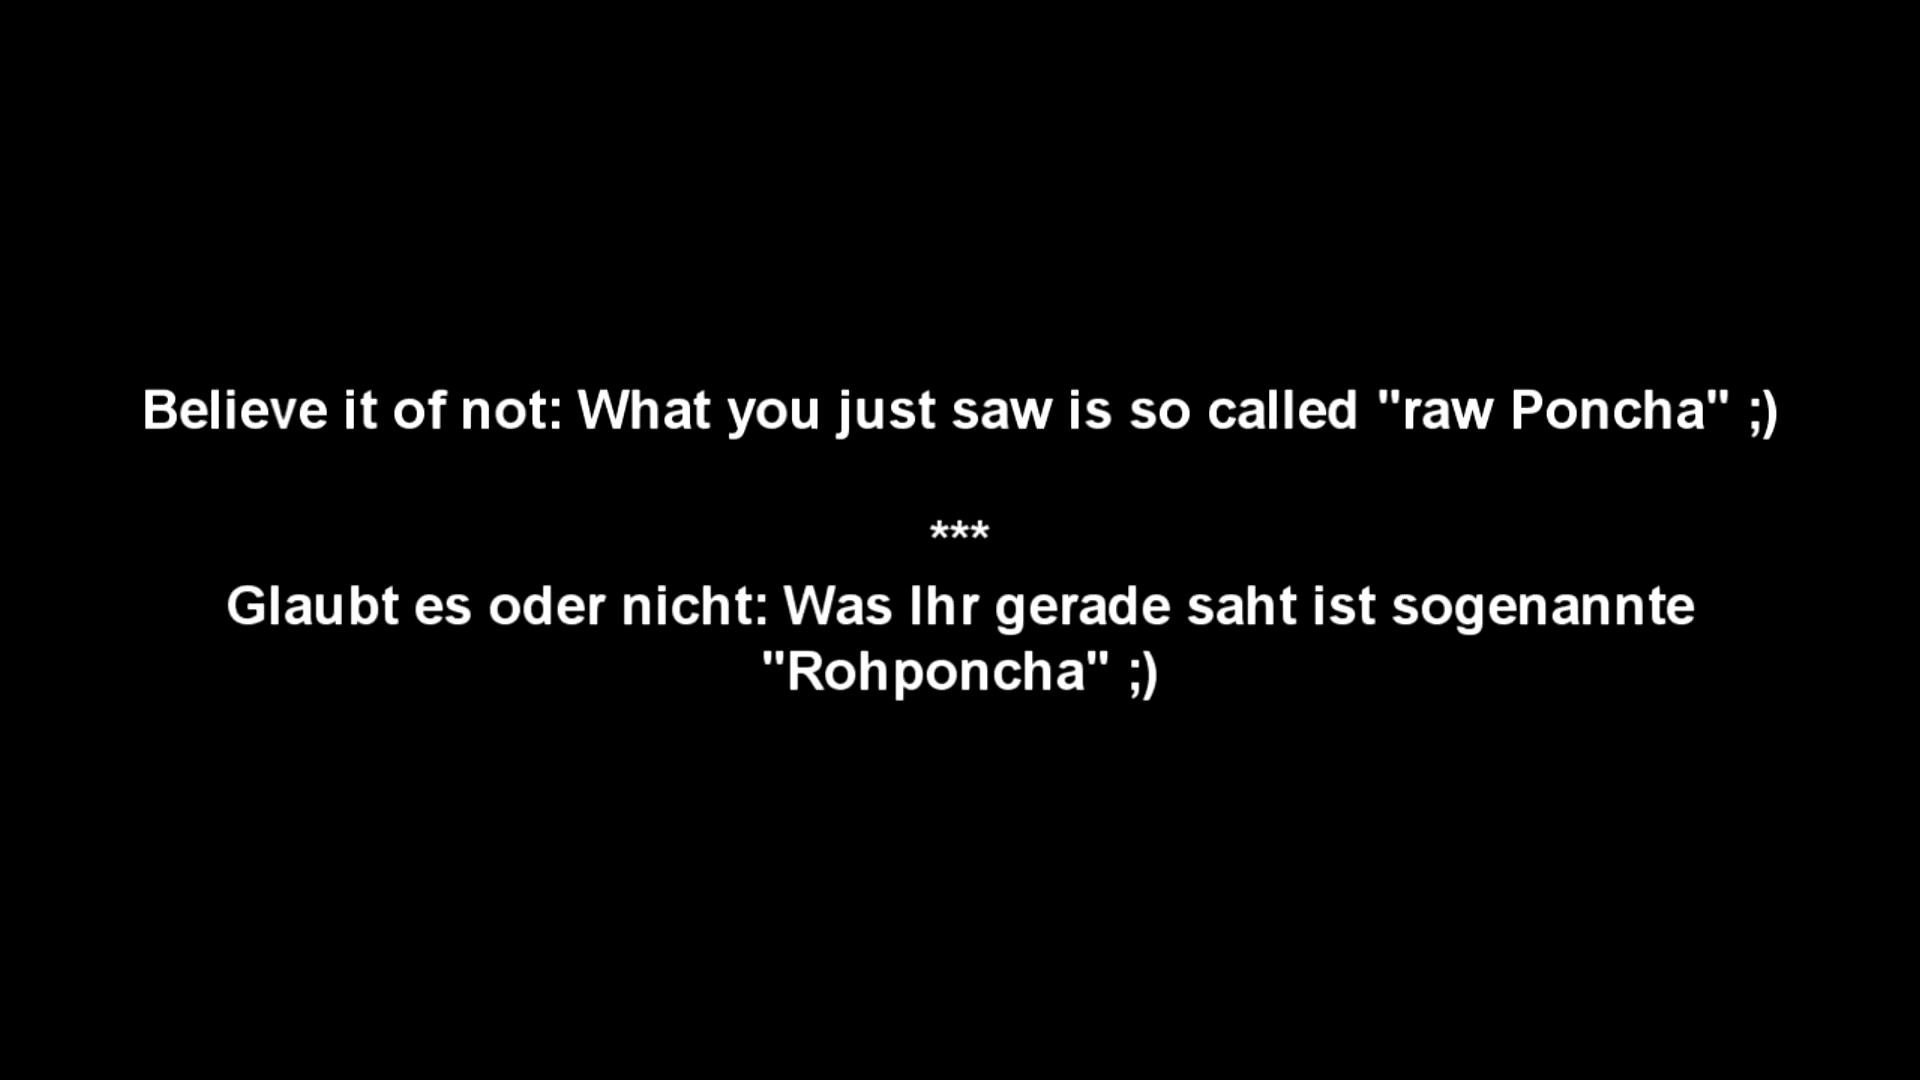 Believe it of not: What you just saw is so called "raw Poncha" ;)
***
Glaubt es oder nicht: Was Ihr gerade saht ist sogenannte
"Rohponcha" ;)